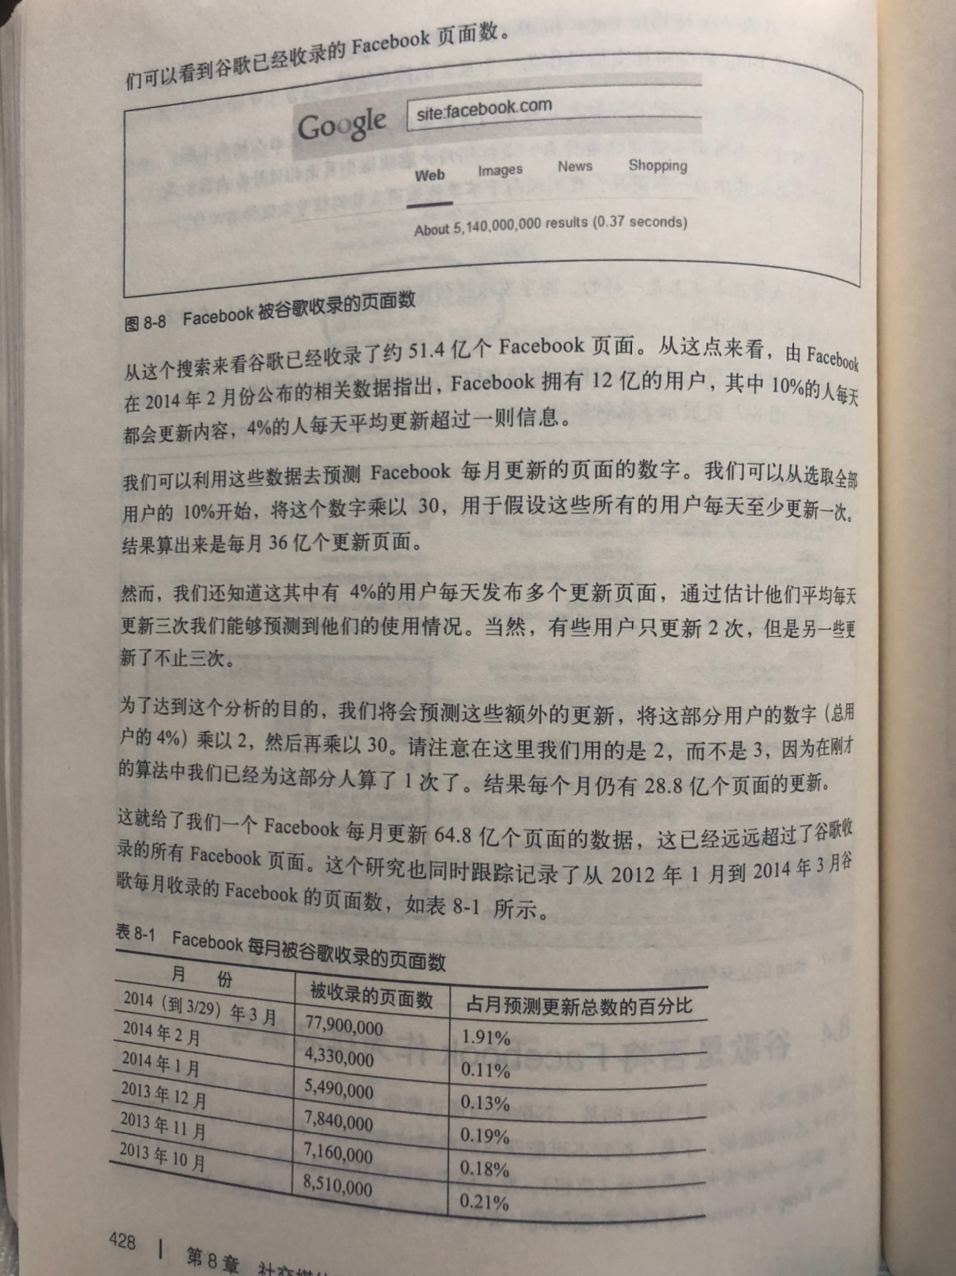 们可以看到谷歌已经收录的 Facebook 页面数。
Google
site:facebook.com
Web Images News Shopping
About 5,140,000,000 results (0.37 seconds)
图 8-8 Facebook 被谷歌收录的页面数
从这个搜索来看谷歌已经收录了约 51.4 亿个 Facebook 页面。从这点来看，由 Facebook
在 2014 年 2 月份公布的相关数据指出，Facebook 拥有 12 亿的用户，其中 10%的人每天
都会更新内容，4%的人每天平均更新超过一则信息。
我们可以利用这些数据去预测 Facebook 每月更新的页面的数字。我们可以从选取全部
用户的 10%开始，将这个数字乘以 30，用于假设这些所有的用户每天至少更新一次。
结果算出来是每月 36 亿个更新页面。
然而，我们还知道这其中有 4%的用户每天发布多个更新页面，通过估计他们平均每天
更新三次我们能够预测到他们的使用情况。当然，有些用户只更新 2 次，但是另一些更
新了不止三次。
为了达到这个分析的目的，我们将会预测这些额外的更新，将这部分用户的数字（总用
户的 4%）乘以 2，然后再乘以 30。请注意在这里我们用的是 2，而不是 3，因为在刚才
的算法中我们已经为这部分人算了 1 次了。结果每个月仍有 28.8 亿个页面的更新。
这就给了我们一个 Facebook 每月更新 64.8 亿个页面的数据，这已经远远超过了谷歌收
录的所有 Facebook 页面。这个研究也同时跟踪记录了从 2012 年 1 月到 2014 年 3 月谷
歌每月收录的 Facebook 的页面数，如表 8-1 所示。
表 8-1 Facebook 每月被谷歌收录的页面数
月 份 被收录的页面数 占月预测更新总数的百分比
2014（到 3/29）年 3 月 77,900,000 1.91%
2014 年 2 月 4,330,000 0.11%
2014 年 1 月 5,490,000 0.13%
2013 年 12 月 7,840,000 0.19%
2013 年 11 月 7,160,000 0.18%
2013 年 10 月 8,510,000 0.21%
428 | 第 8 章 社交媒体